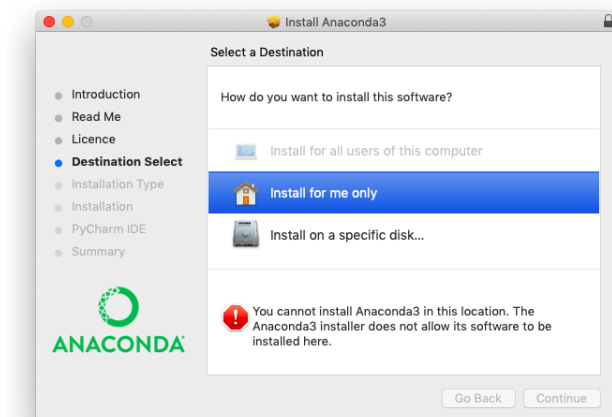 Install Anaconda3
Select a Destination
Introduction
Read Me
Licence
Destination Select
Installation Type
Installation
PyCharm IDE
Summary
ANACONDA
How do you want to install this software?
Install for all users of this computer
Install for me only
Install on a specific disk...
You cannot install Anaconda3 in this location. The
Anaconda3 installer does not allow its software to be
installed here.
Go Back
Continue